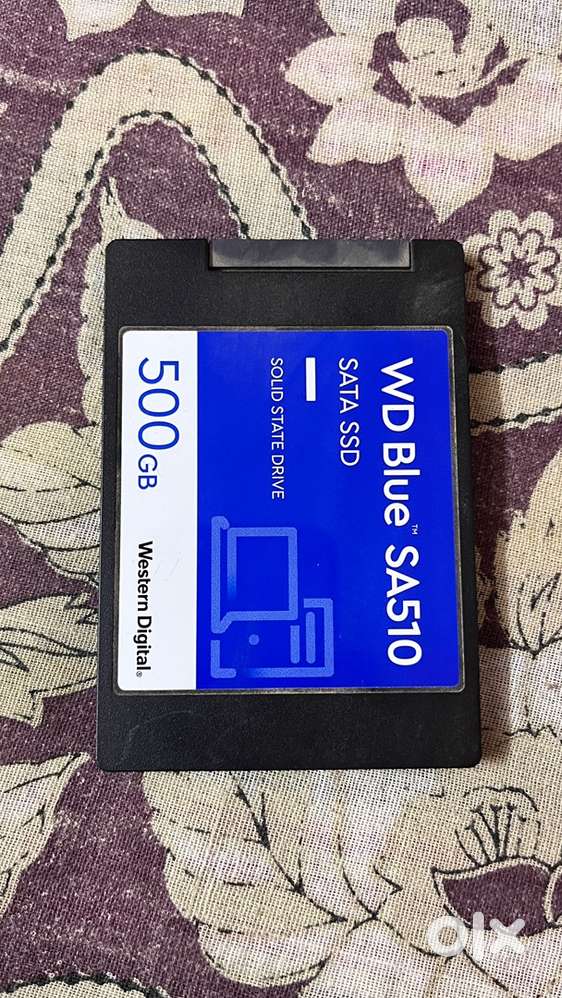 WD Blue™ SA510
SATA SSD
SOLID STATE DRIVE
500GB
Western Digital®
olx